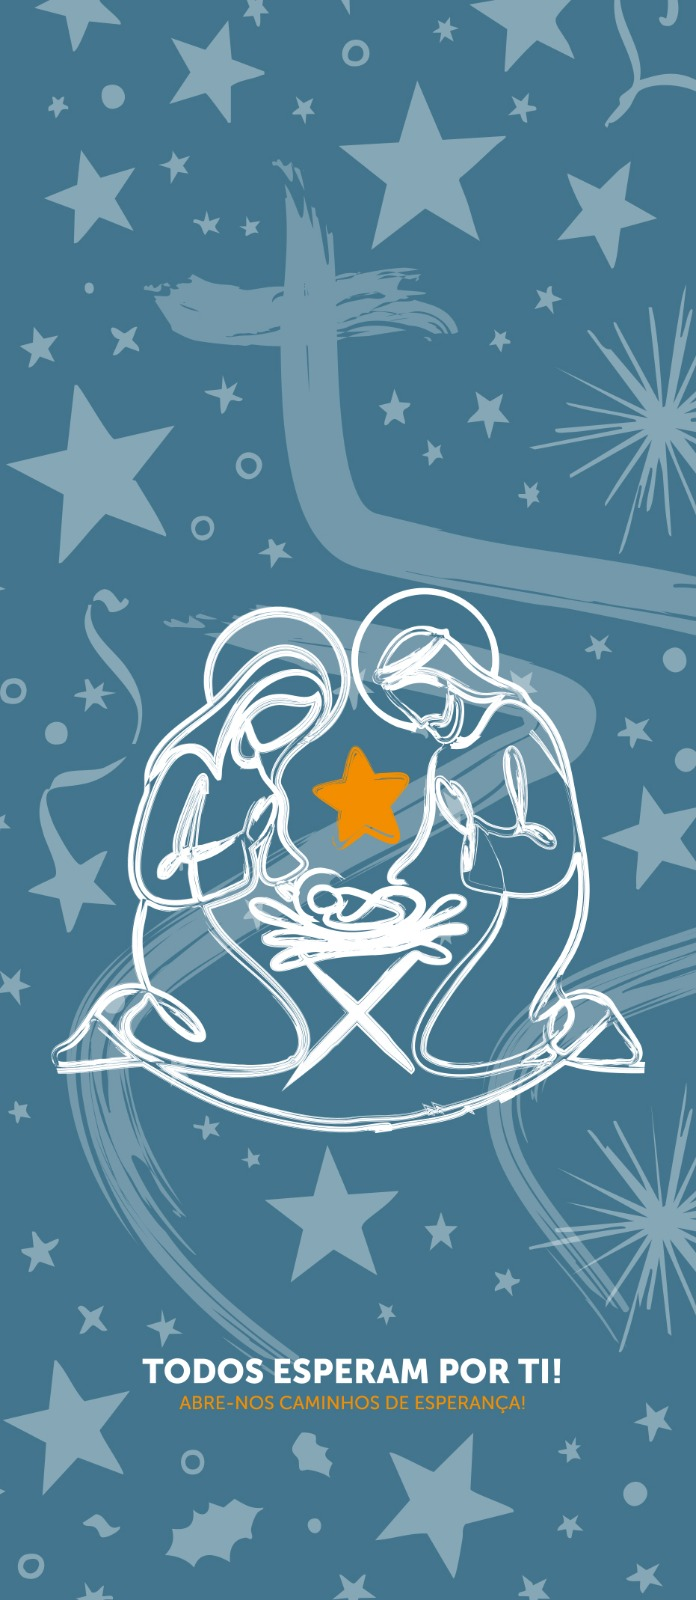 TODOS ESPERAM POR TI!
ABRE-NOS CAMINHOS DE ESPERANÇA!